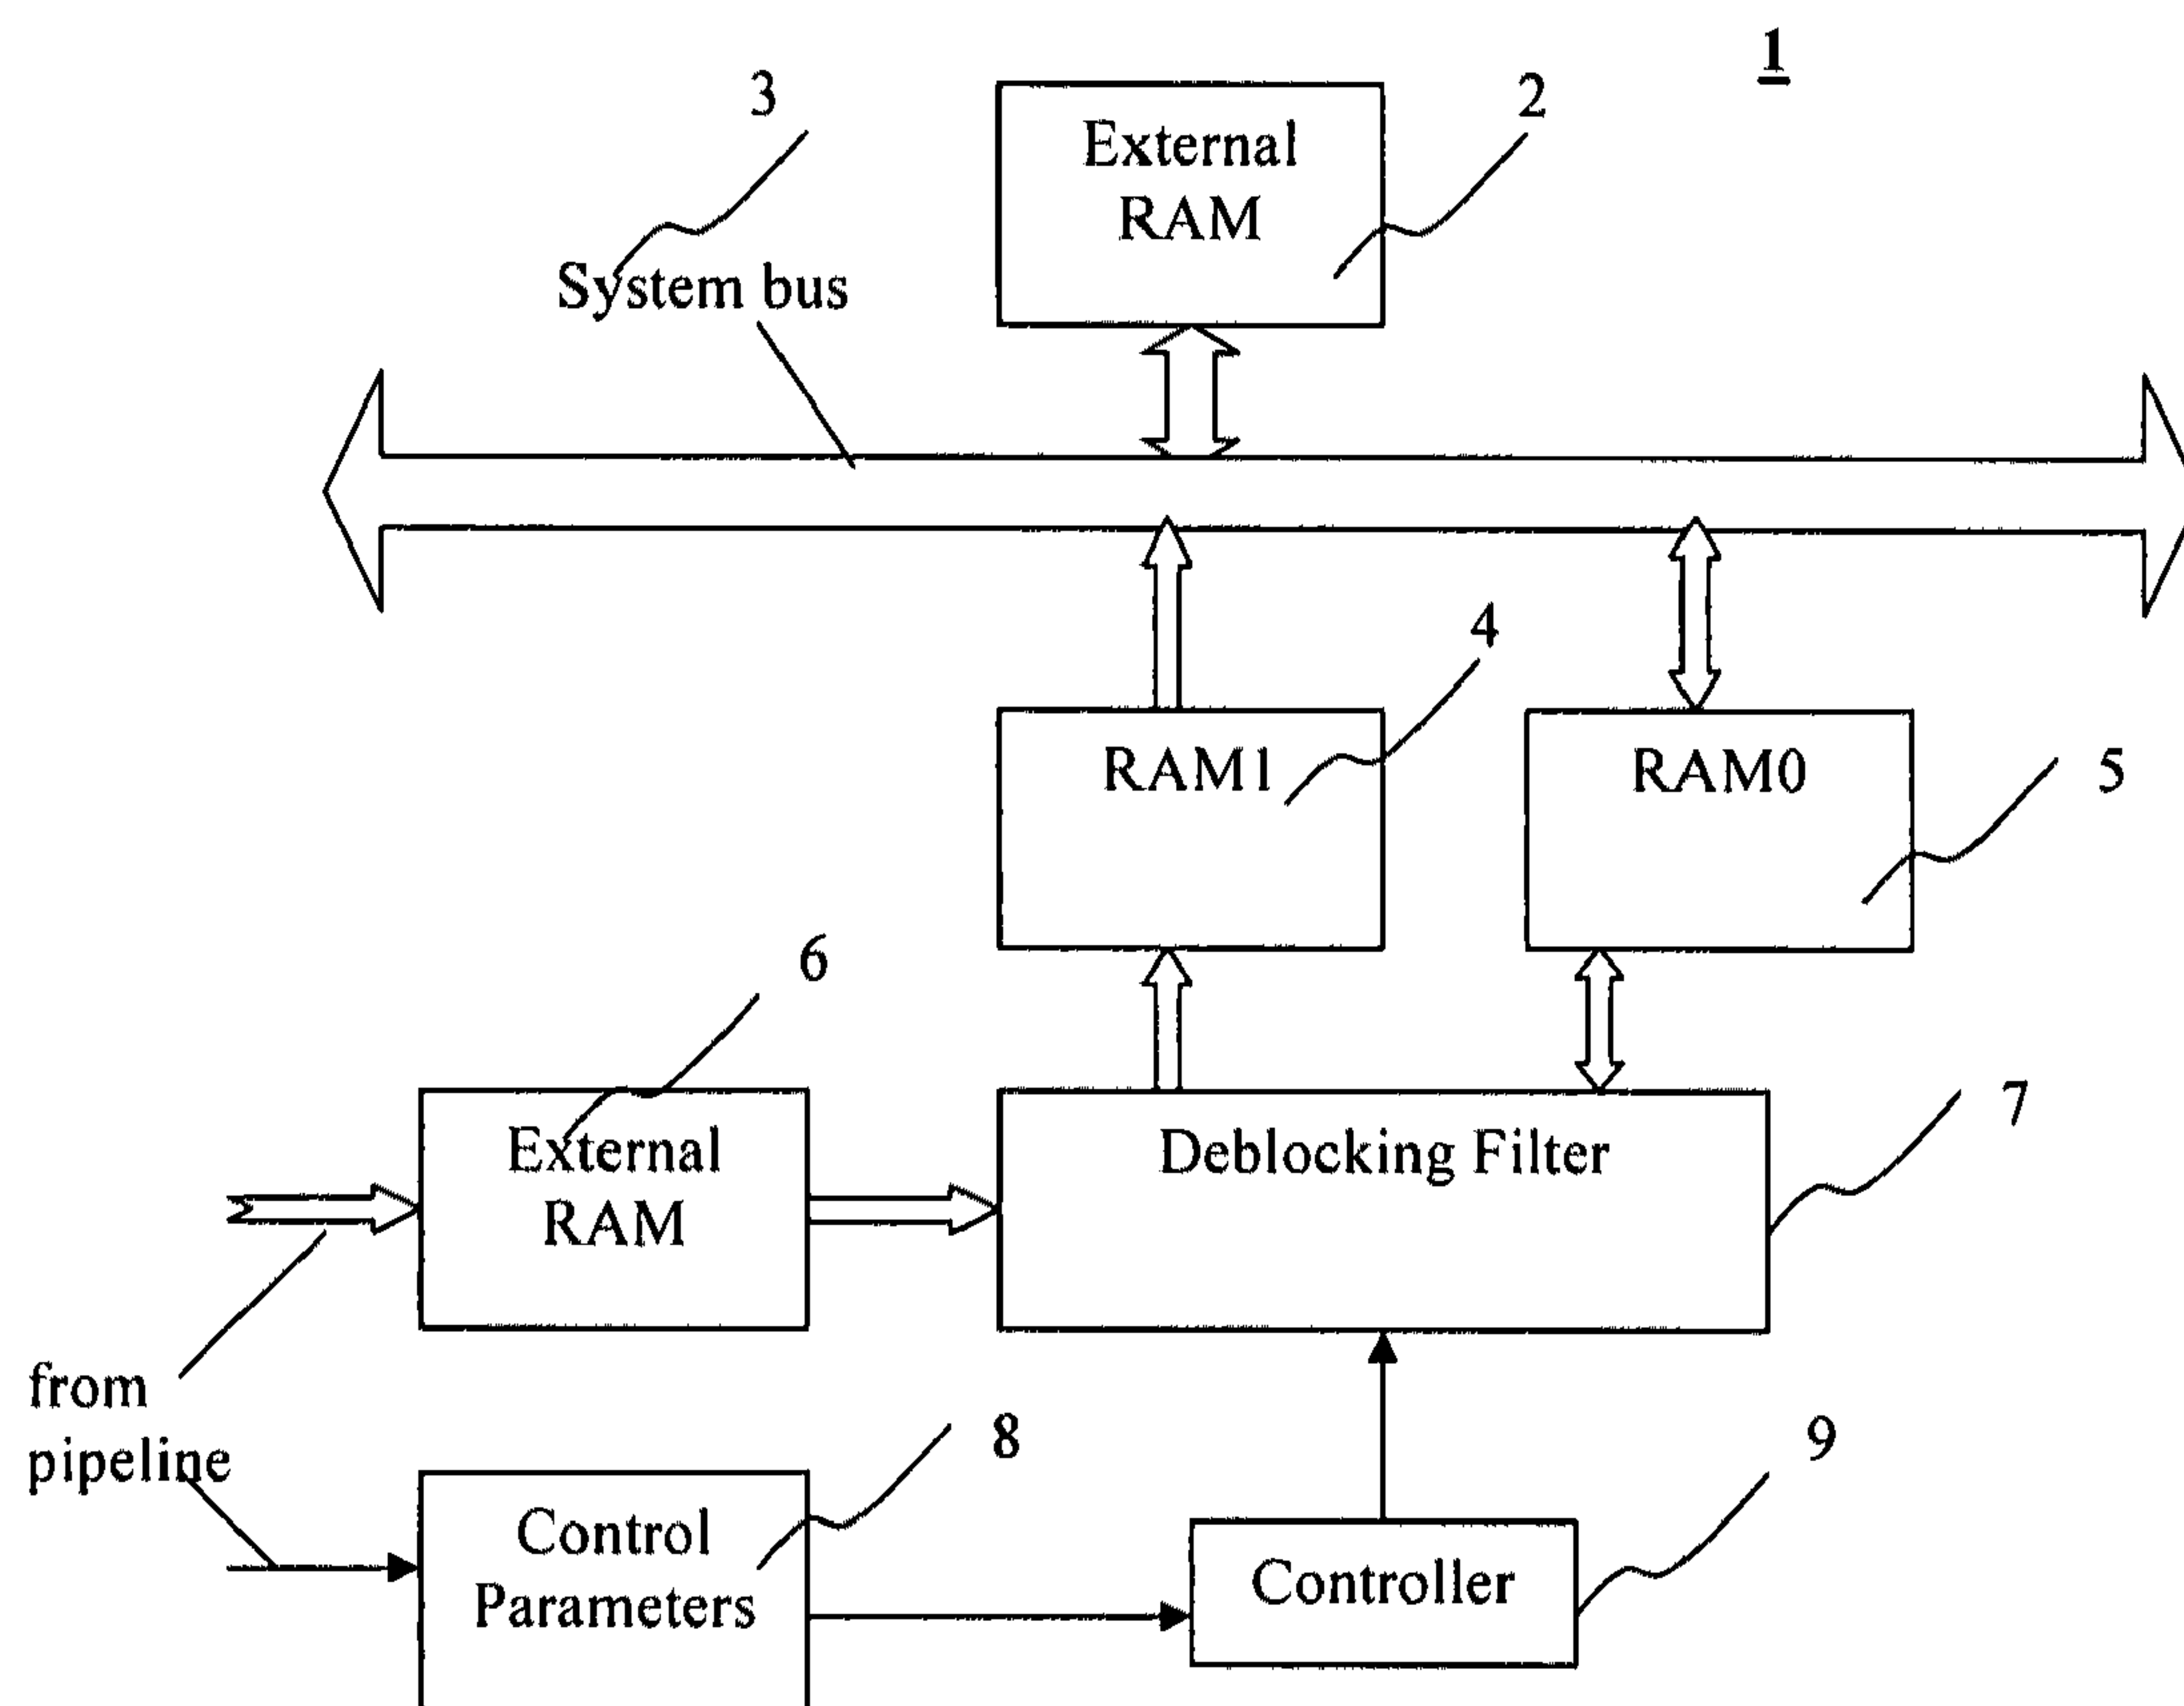 1
3
2
External
RAM
System bus
4
RAM1
RAM0
5
6
External
RAM
Deblocking Filter
7
from
pipeline
8
9
Control
Parameters
Controller